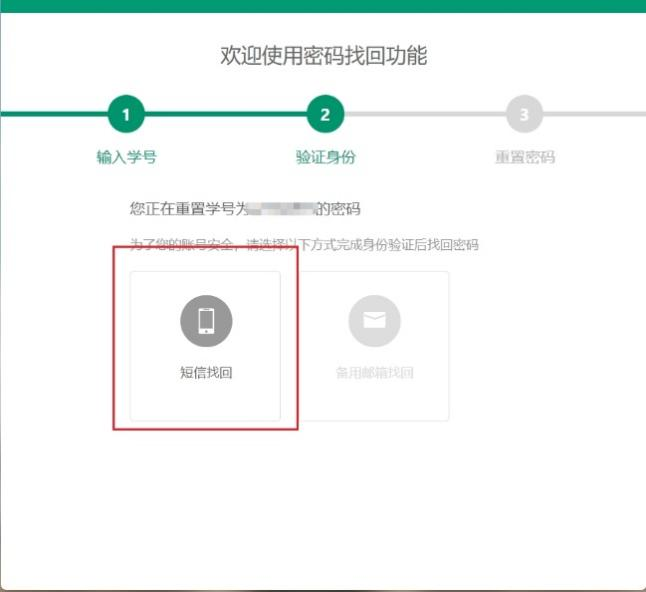 欢迎使用密码找回功能
1 2 3
输入学号 验证身份 重置密码
您正在重置学号为 的密码
为了您的账号安全，请选择以下方式完成身份验证后找回密码
短信找回 备用邮箱找回